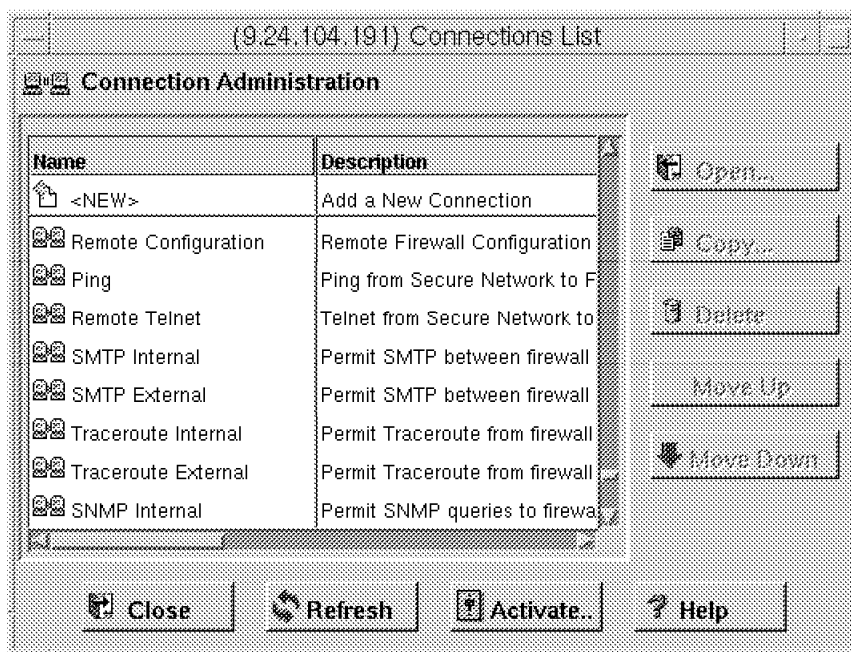 (9.24.104.191) Connections List
Connection Administration
Name Description
<NEW> Add a New Connection
Remote Configuration Remote Firewall Configuration
Ping Ping from Secure Network to F
Remote Telnet Telnet from Secure Network to
SMTP Internal Permit SMTP between firewall
SMTP External Permit SMTP between firewall
Traceroute Internal Permit Traceroute from firewall
Traceroute External Permit Traceroute from firewall
SNMP Internal Permit SNMP queries to firewa
Open...
Copy...
Delete
Move Up
Move Down
Close Refresh Activate.. Help